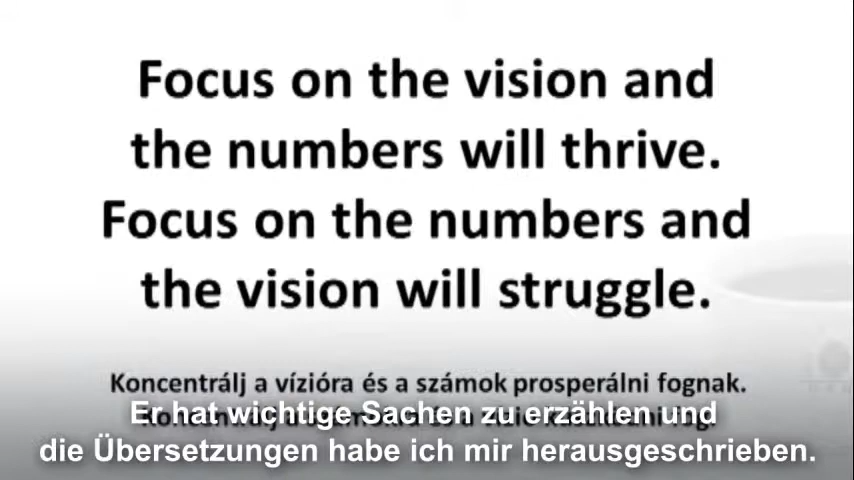 Focus on the vision and
the numbers will thrive.
Focus on the numbers and
the vision will struggle.
Koncentrálj a vízióra és a számok prosperálni fognak.
Er hat wichtige Sachen zu erzählen und
die Übersetzungen habe ich mir herausgeschrieben.